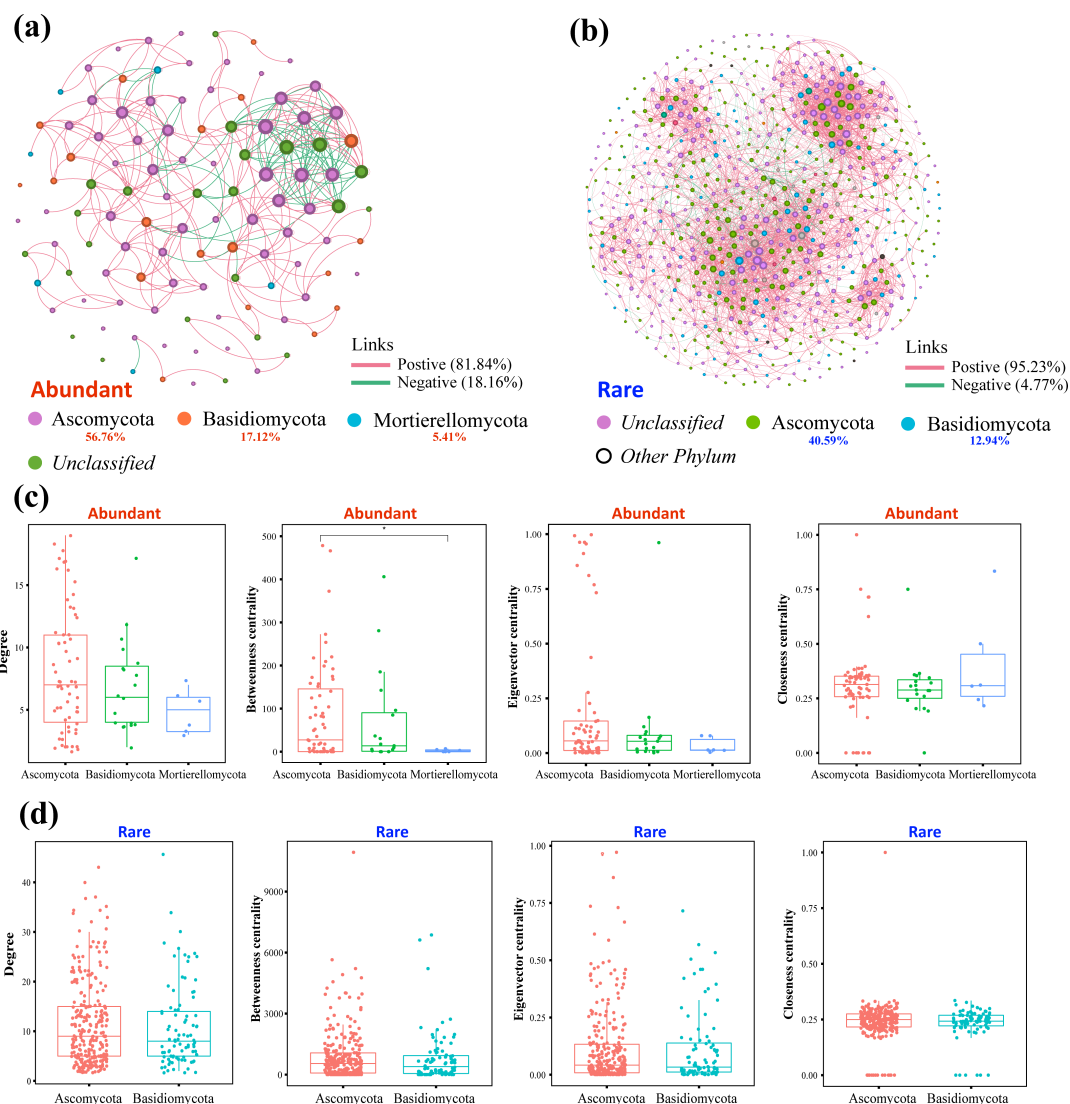 (a)
(b)
Links
Postive (81.84%)
Negative (18.16%)
Abundant
Ascomycota
56.76%
Basidiomycota
17.12%
Mortierellomycota
5.41%
Unclassified
Links
Postive (95.23%)
Negative (4.77%)
Rare
Unclassified
Ascomycota
40.59%
Basidiomycota
12.94%
Other Phylum
(c)
Abundant
Degree
15
10
5
Ascomycota Basidiomycota Mortierellomycota
Abundant
Betweenness centrality
500
400
300
200
100
0
*
Ascomycota Basidiomycota Mortierellomycota
Abundant
Eigenvector centrality
1.00
0.75
0.50
0.25
0.00
Ascomycota Basidiomycota Mortierellomycota
Abundant
Closeness centrality
1.00
0.75
0.50
0.25
0.00
Ascomycota Basidiomycota Mortierellomycota
(d)
Rare
Degree
40
30
20
10
0
Ascomycota Basidiomycota
Rare
Betweenness centrality
9000
6000
3000
0
Ascomycota Basidiomycota
Rare
Eigenvector centrality
1.00
0.75
0.50
0.25
0.00
Ascomycota Basidiomycota
Rare
Closeness centrality
1.00
0.75
0.50
0.25
0.00
Ascomycota Basidiomycota